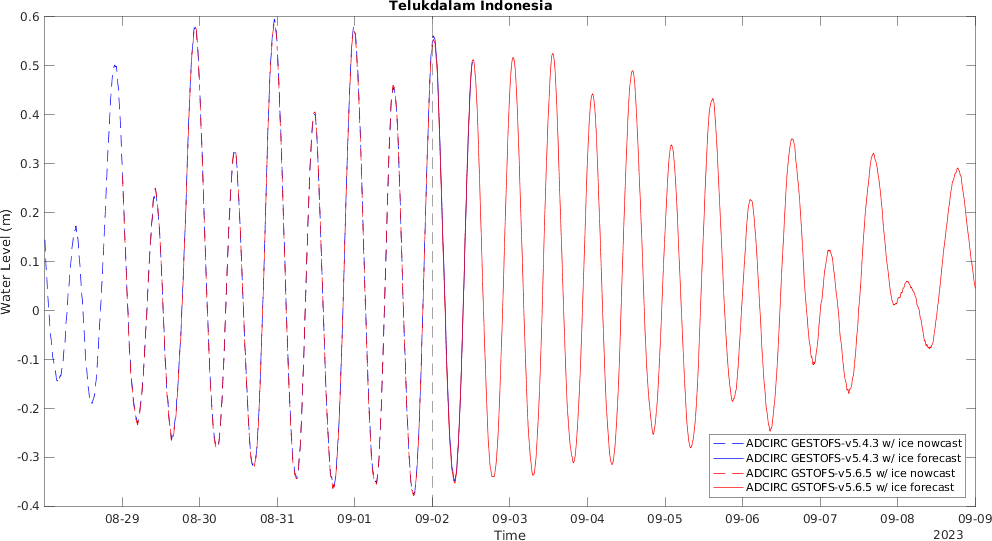 Telukdalam Indonesia
0.6
0.5
0.4
0.3
0.2
0.1
0
-0.1
-0.2
-0.3
-0.4
Water Level (m)
ADCIRC GESTOFS-v5.4.3 w/ ice nowcast
ADCIRC GESTOFS-v5.4.3 w/ ice forecast
ADCIRC GSTOFS-v5.6.5 w/ ice nowcast
ADCIRC GSTOFS-v5.6.5 w/ ice forecast
08-29 08-30 08-31 09-01 09-02 09-03 09-04 09-05 09-06 09-07 09-08 09-09
Time
2023